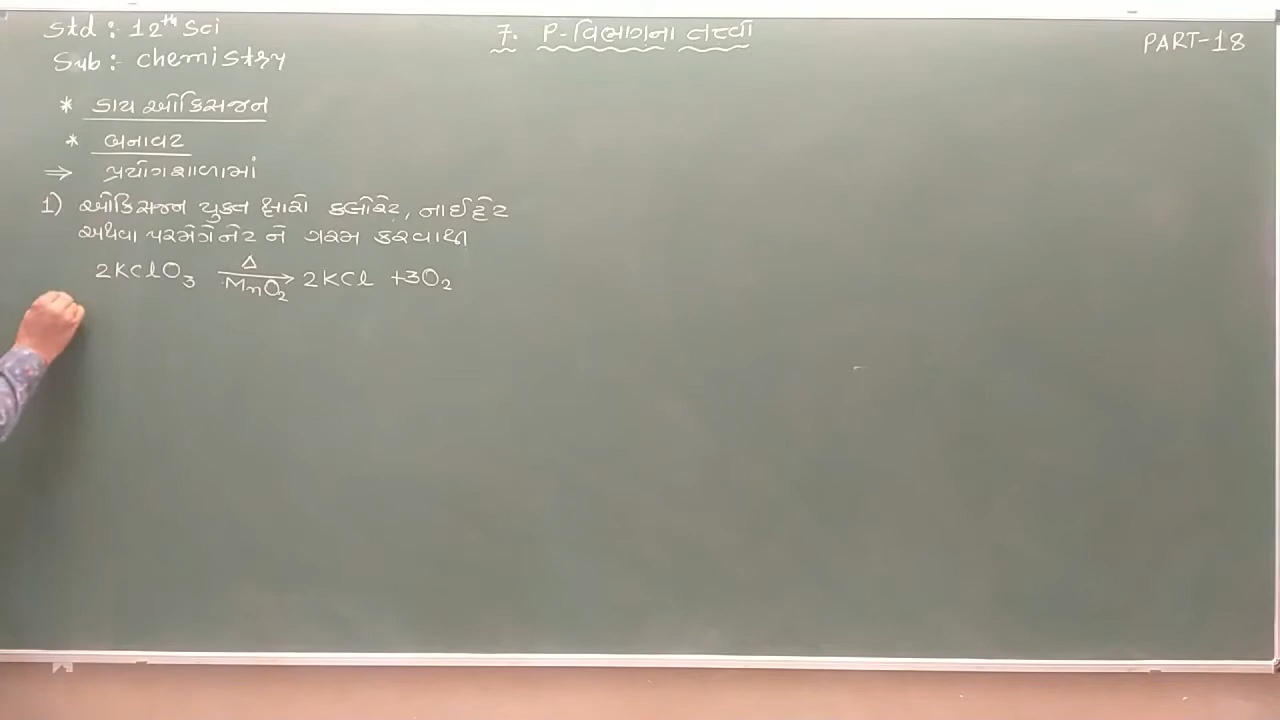 Std : 12th Sci
Sub :- chemistry
7. P-વિભાગના તત્ત્વો
PART-18
* ડાય ઓક્સિજન
* બનાવટ
⇒ પ્રયોગશાળામાં
1) ઓક્સિજન યુક્ત ક્ષારો ક્લોરેટ, નાઈટ્રેટ
અથવા પરમેંગેનેટ ને ગરમ કરવાથી
2KClO₃ —Δ/MnO₂→ 2KCl +3O₂